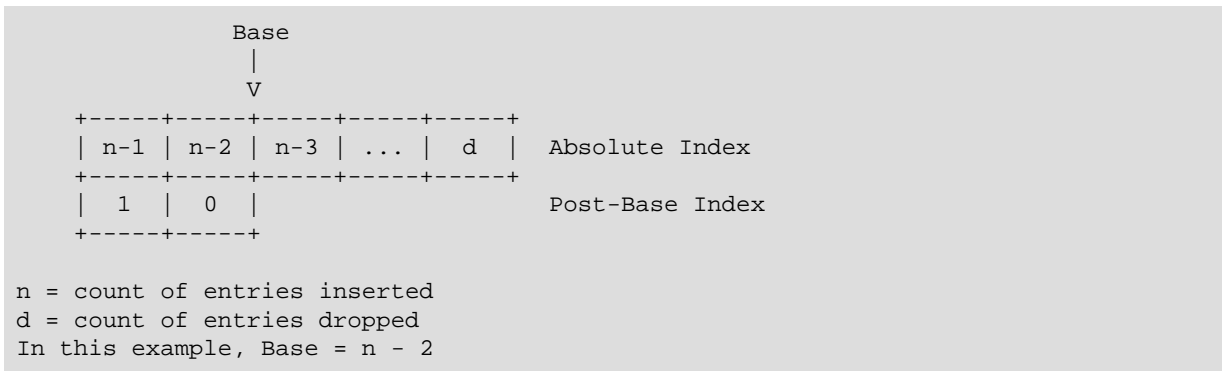 Base
                |
                V
    +-----+-----+-----+-----+-----+
    | n-1 | n-2 | n-3 | ... |  d  |  Absolute Index
    +-----+-----+-----+-----+-----+
    |  1  |  0  |                    Post-Base Index
    +-----+-----+
n = count of entries inserted
d = count of entries dropped
In this example, Base = n - 2